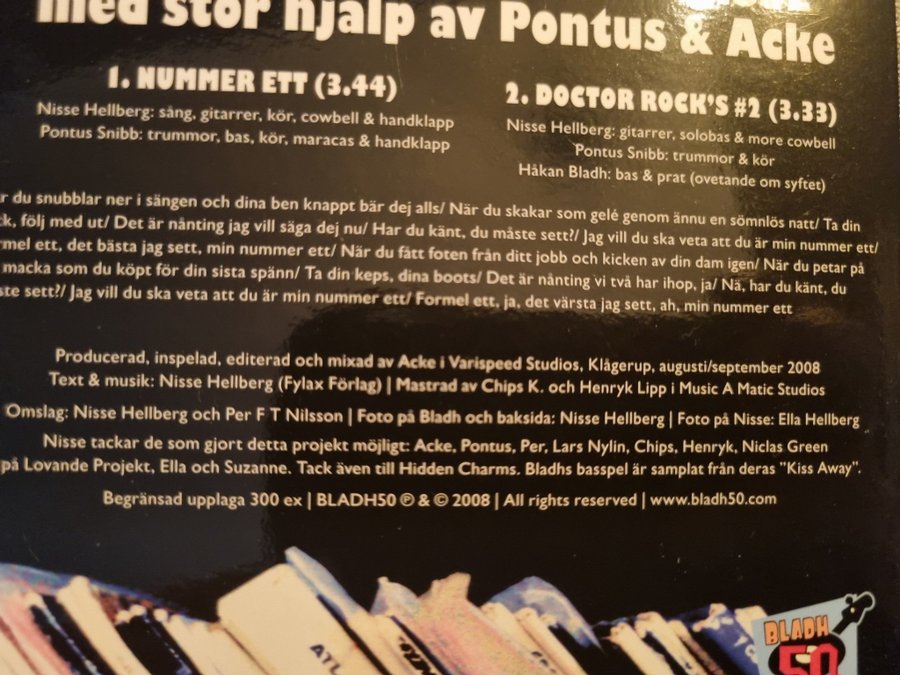 med stor hjälp av Pontus & Acke
1. NUMMER ETT (3.44)
Nisse Hellberg: sång, gitarrer, kör, cowbell & handklapp
Pontus Snibb: trummor, bas, kör, maracas & handklapp
2. DOCTOR ROCK'S #2 (3.33)
Nisse Hellberg: gitarrer, solobas & more cowbell
Pontus Snibb: trummor & kör
Håkan Bladh: bas & prat (ovetande om syftet)
r du snubblar ner i sängen och dina ben knappt bär dej alls/ När du skakar som gelé genom ännu en sömnlös natt/ Ta din
ck, följ med ut/ Det är nånting jag vill säga dej nu/ Har du känt, du måste sett?/ Jag vill du ska veta att du är min nummer ett/
rmel ett, det bästa jag sett, min nummer ett/ När du fått foten från ditt jobb och kicken av din dam igen/ När du petar på
macka som du köpt för din sista spänn/ Ta din keps, dina boots/ Det är nånting vi två har ihop, ja/ Nä, har du känt, du
ste sett?/ Jag vill du ska veta att du är min nummer ett/ Formel ett, ja, det värsta jag sett, ah, min nummer ett
Producerad, inspelad, editerad och mixad av Acke i Varispeed Studios, Klågerup, augusti/september 2008
Text & musik: Nisse Hellberg (Fylax Förlag) | Mastrad av Chips K. och Henryk Lipp i Music A Matic Studios
Omslag: Nisse Hellberg och Per F T Nilsson | Foto på Bladh och baksida: Nisse Hellberg | Foto på Nisse: Ella Hellberg
Nisse tackar de som gjort detta projekt möjligt: Acke, Pontus, Per, Lars Nylin, Chips, Henryk, Niclas Green
på Lovande Projekt, Ella och Suzanne. Tack även till Hidden Charms. Bladhs basspel är samplat från deras "Kiss Away".
Begränsad upplaga 300 ex | BLADH50 ℗ & © 2008 | All rights reserved | www.bladh50.com
ATL
BLADH
50